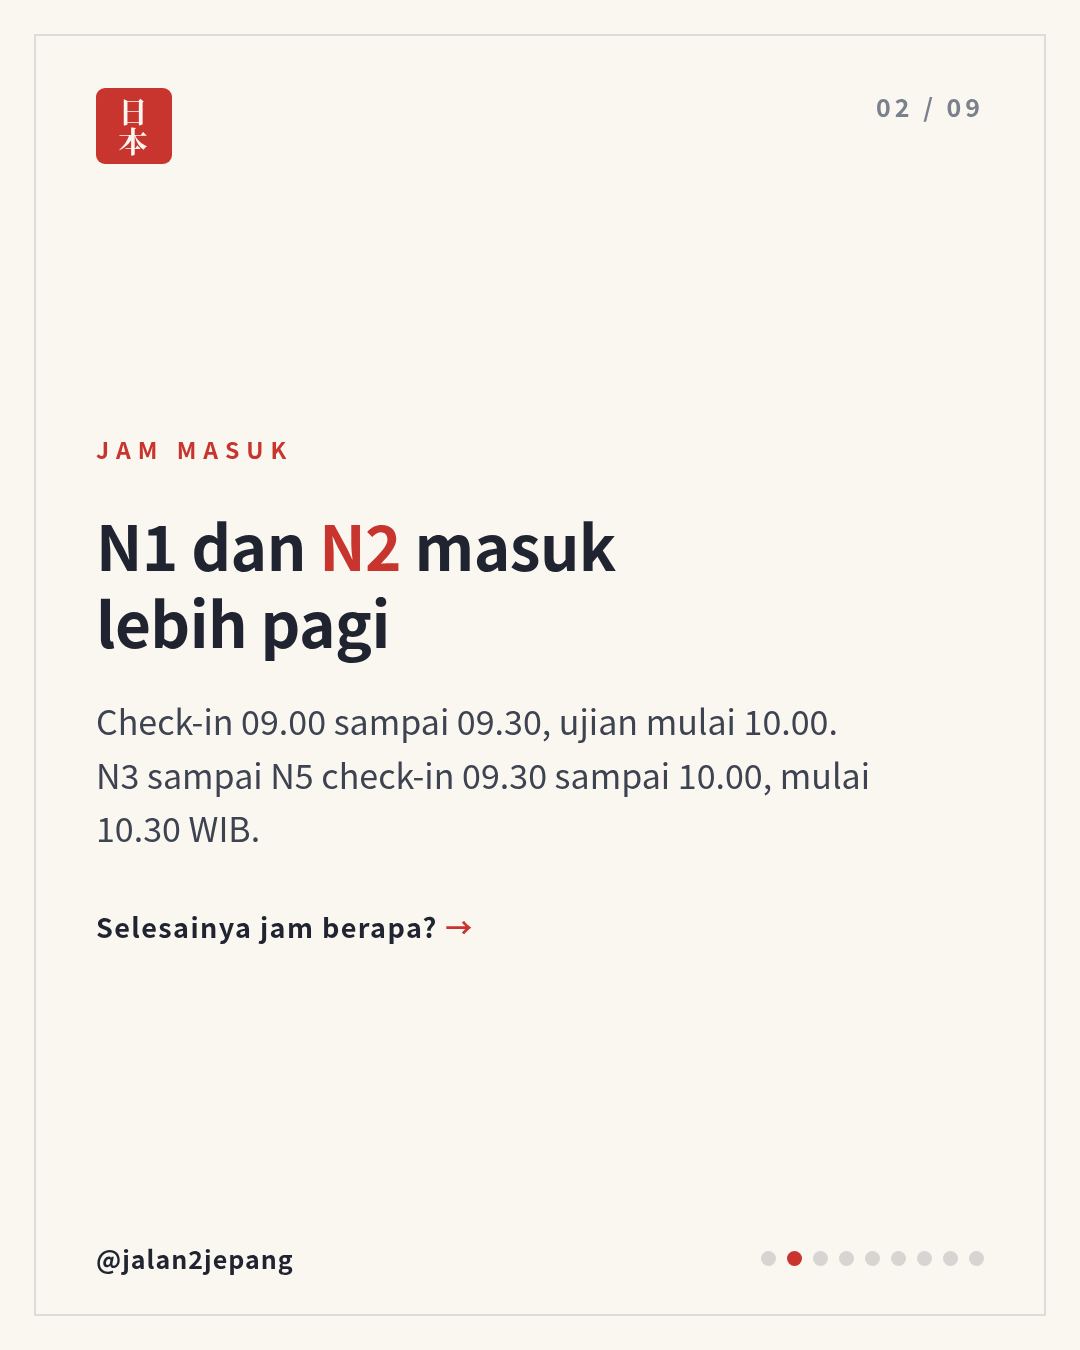 日
本
02 / 09
JAM MASUK
N1 dan N2 masuk
lebih pagi
Check-in 09.00 sampai 09.30, ujian mulai 10.00.
N3 sampai N5 check-in 09.30 sampai 10.00, mulai
10.30 WIB.
Selesainya jam berapa? →
@jalan2jepang